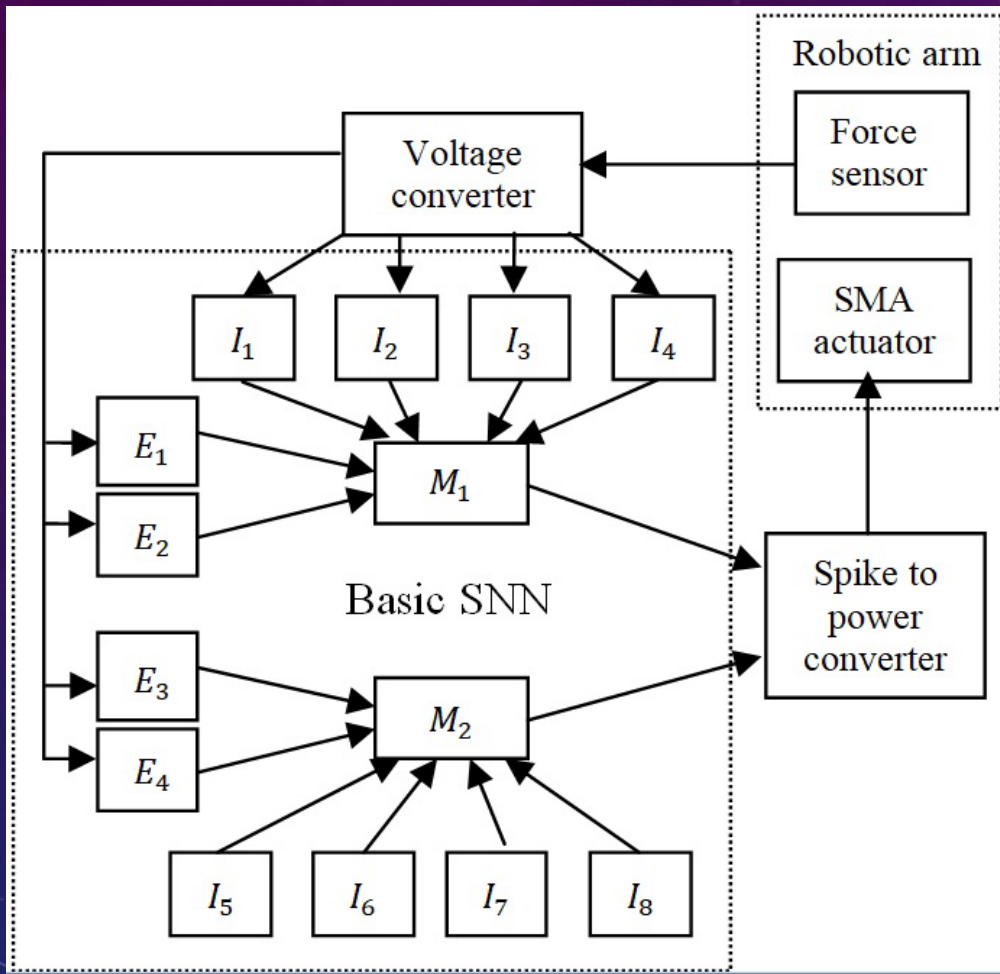 Robotic arm
Force
sensor
Voltage
converter
SMA
actuator
I₁
I₂
I₃
I₄
E₁
M₁
E₂
Basic SNN
Spike to
power
converter
E₃
M₂
E₄
I₅
I₆
I₇
I₈